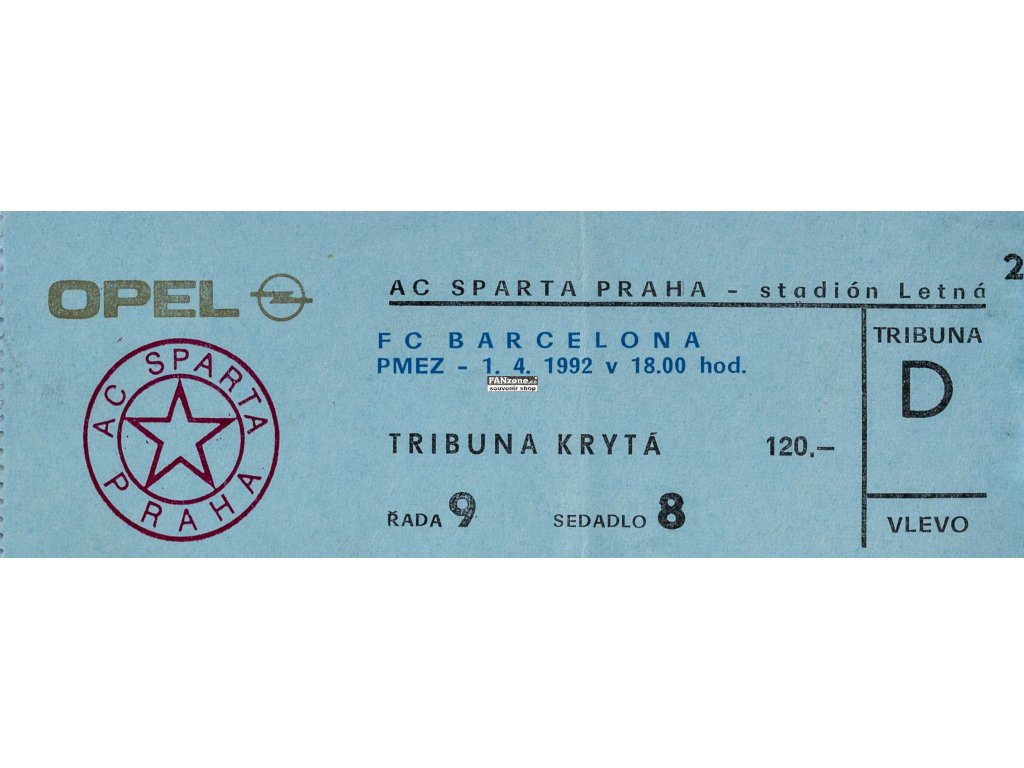 2
OPEL
AC SPARTA PRAHA - stadión Letná
FC BARCELONA
PMEZ - 1. 4. 1992 v 18.00 hod.
FANzone.cz
souvenir shop
AC SPARTA PRAHA
TRIBUNA KRYTÁ 120.—
ŘADA 9 SEDADLO 8
TRIBUNA
D
VLEVO